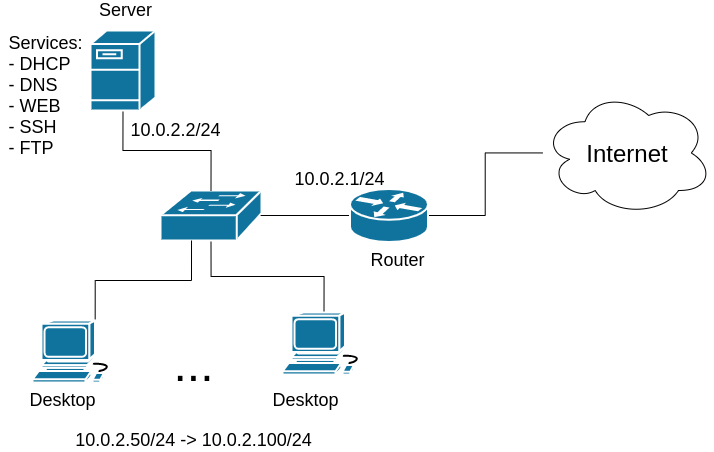 Server
Services:
- DHCP
- DNS
- WEB
- SSH
- FTP
10.0.2.2/24
10.0.2.1/24
Internet
Router
Desktop
...
Desktop
10.0.2.50/24 -> 10.0.2.100/24